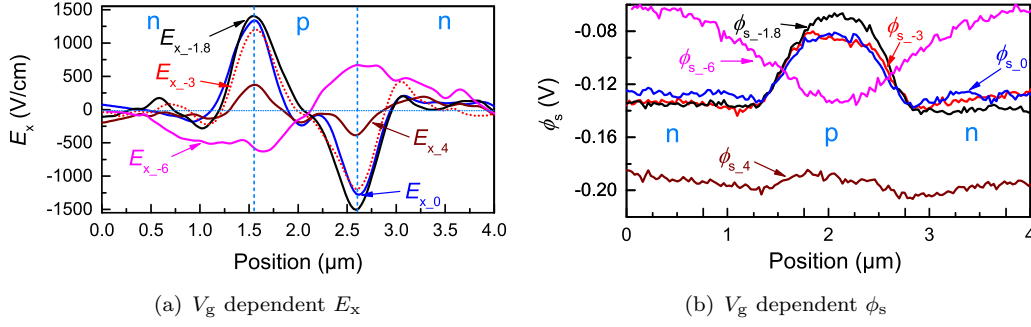 n p n
E_x_-1.8
E_x_-3
E_x_4
E_x_-6
E_x_0
1500
1000
500
0
-500
-1000
-1500
E_x (V/cm)
0.0 0.5 1.0 1.5 2.0 2.5 3.0 3.5 4.0
Position (µm)
(a) V_g dependent E_x
ϕ_s_-1.8
ϕ_s_-3
ϕ_s_-6
ϕ_s_0
n p n
ϕ_s_4
-0.08
-0.12
-0.16
-0.20
ϕ_s (V)
0 1 2 3 4
Position (µm)
(b) V_g dependent ϕ_s